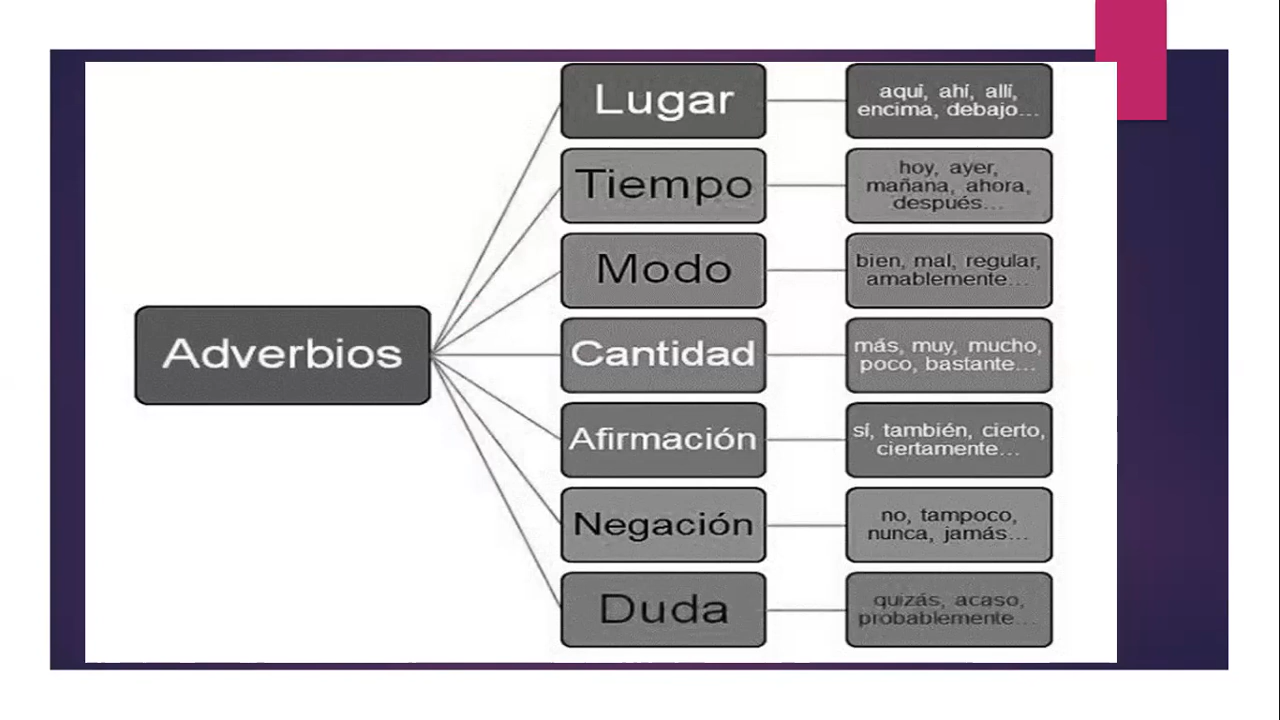 Adverbios
Lugar
aquí, ahí, allí,
encima, debajo...
Tiempo
hoy, ayer,
mañana, ahora,
después...
Modo
bien, mal, regular,
amablemente...
Cantidad
más, muy, mucho,
poco, bastante...
Afirmación
sí, también, cierto,
ciertamente...
Negación
no, tampoco,
nunca, jamás...
Duda
quizás, acaso,
probablemente...